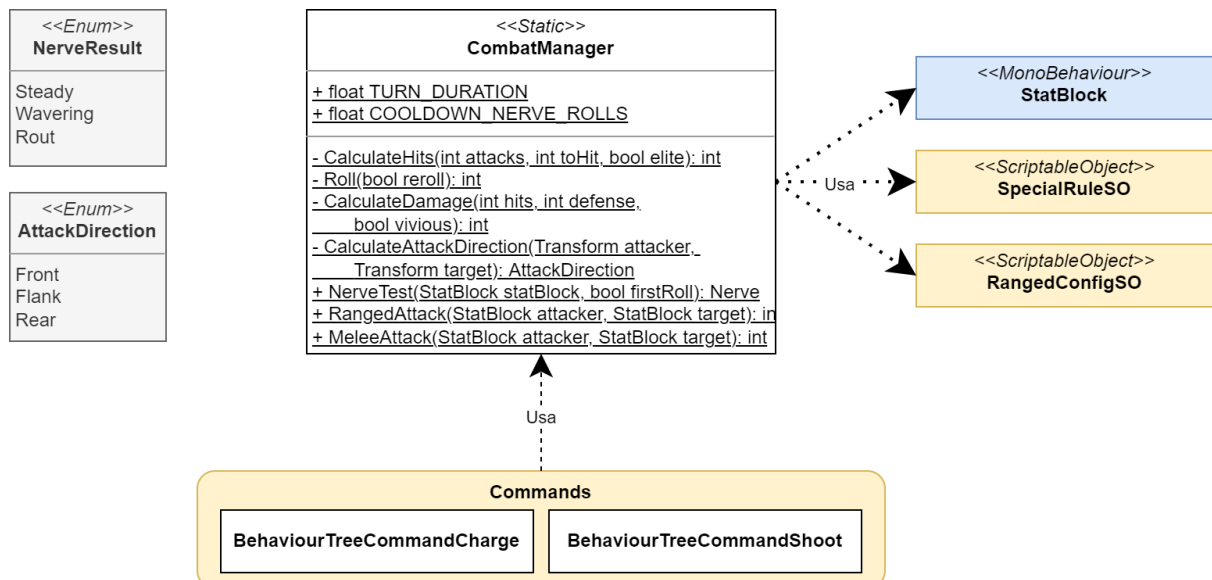 <<Enum>>
NerveResult
Steady
Wavering
Rout
<<Enum>>
AttackDirection
Front
Flank
Rear
<<Static>>
CombatManager
+ float TURN_DURATION
+ float COOLDOWN_NERVE_ROLLS
- CalculateHits(int attacks, int toHit, bool elite): int
- Roll(bool reroll): int
- CalculateDamage(int hits, int defense,
bool vivious): int
- CalculateAttackDirection(Transform attacker,
Transform target): AttackDirection
+ NerveTest(StatBlock statBlock, bool firstRoll): Nerve
+ RangedAttack(StatBlock attacker, StatBlock target): in
+ MeleeAttack(StatBlock attacker, StatBlock target): int
<<MonoBehaviour>>
StatBlock
Usa
<<ScriptableObject>>
SpecialRuleSO
<<ScriptableObject>>
RangedConfigSO
Usa
Commands
BehaviourTreeCommandCharge
BehaviourTreeCommandShoot